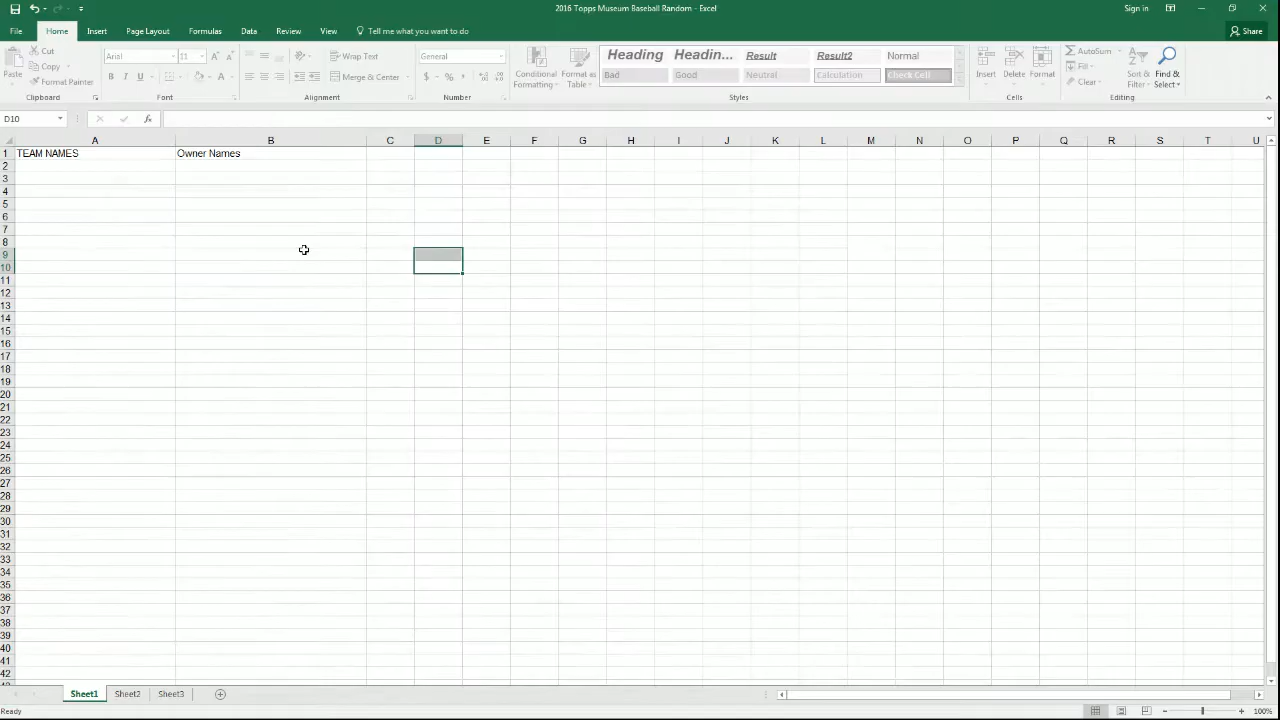 2016 Topps Museum Baseball Random - Excel
Sign in
File Home Insert Page Layout Formulas Data Review View Tell me what you want to do
Share
Paste
Cut
Copy
Format Painter
Clipboard
Arial 11
B I U
Font
Wrap Text
Merge & Center
Alignment
General
$ % ,
Number
Conditional Formatting
Format as Table
Heading Headin... Result Result2 Normal
Bad Good Neutral Calculation Check Cell
Styles
Insert Delete Format
Cells
AutoSum
Fill
Clear
Sort & Filter
Find & Select
Editing
D10 fx
A B C D E F G H I J K L M N O P Q R S T U
1 TEAM NAMES Owner Names
2
3
4
5
6
7
8
9
10
11
12
13
14
15
16
17
18
19
20
21
22
23
24
25
26
27
28
29
30
31
32
33
34
35
36
37
38
39
40
41
42
Sheet1 Sheet2 Sheet3
Ready
100%